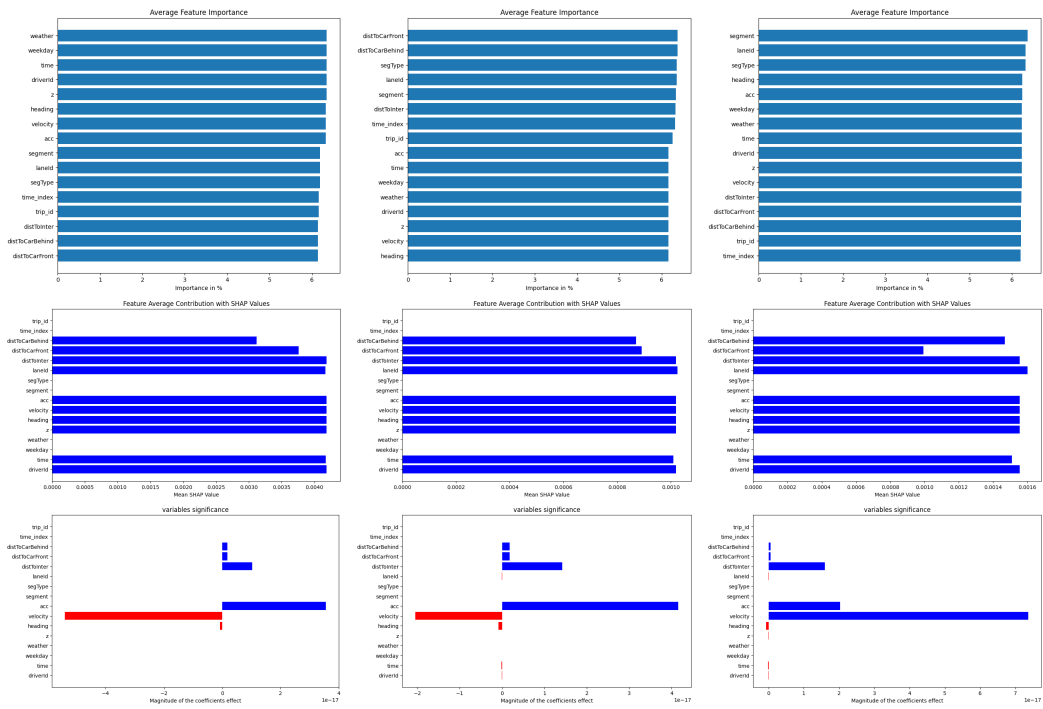 Average Feature Importance
weather
weekday
time
driverId
z
heading
velocity
acc
segment
laneId
segType
time_index
trip_id
distToInter
distToCarBehind
distToCarFront
0 1 2 3 4 5 6
Importance in %
Average Feature Importance
distToCarFront
distToCarBehind
segType
laneId
segment
distToInter
time_index
trip_id
acc
time
weekday
weather
driverId
z
velocity
heading
0 1 2 3 4 5 6
Importance in %
Average Feature Importance
segment
laneId
segType
heading
acc
weekday
weather
time
driverId
z
velocity
distToInter
distToCarFront
distToCarBehind
trip_id
time_index
0 1 2 3 4 5 6
Importance in %
Feature Average Contribution with SHAP Values
trip_id
time_index
distToCarBehind
distToCarFront
distToInter
laneId
segType
segment
acc
velocity
heading
z
weather
weekday
time
driverId
0.0000 0.0005 0.0010 0.0015 0.0020 0.0025 0.0030 0.0035 0.0040
Mean SHAP Value
Feature Average Contribution with SHAP Values
trip_id
time_index
distToCarBehind
distToCarFront
distToInter
laneId
segType
segment
acc
velocity
heading
z
weather
weekday
time
driverId
0.0000 0.0002 0.0004 0.0006 0.0008 0.0010
Mean SHAP Value
Feature Average Contribution with SHAP Values
trip_id
time_index
distToCarBehind
distToCarFront
distToInter
laneId
segType
segment
acc
velocity
heading
z
weather
weekday
time
driverId
0.0000 0.0002 0.0004 0.0006 0.0008 0.0010 0.0012 0.0014 0.0016
Mean SHAP Value
variables significance
trip_id
time_index
distToCarBehind
distToCarFront
distToInter
laneId
segType
segment
acc
velocity
heading
z
weather
weekday
time
driverId
−4 −2 0 2 4
Magnitude of the coefficients effect 1e−17
variables significance
trip_id
time_index
distToCarBehind
distToCarFront
distToInter
laneId
segType
segment
acc
velocity
heading
z
weather
weekday
time
driverId
−2 −1 0 1 2 3 4
Magnitude of the coefficients effect 1e−17
variables significance
trip_id
time_index
distToCarBehind
distToCarFront
distToInter
laneId
segType
segment
acc
velocity
heading
z
weather
weekday
time
driverId
0 1 2 3 4 5 6 7
Magnitude of the coefficients effect 1e−17